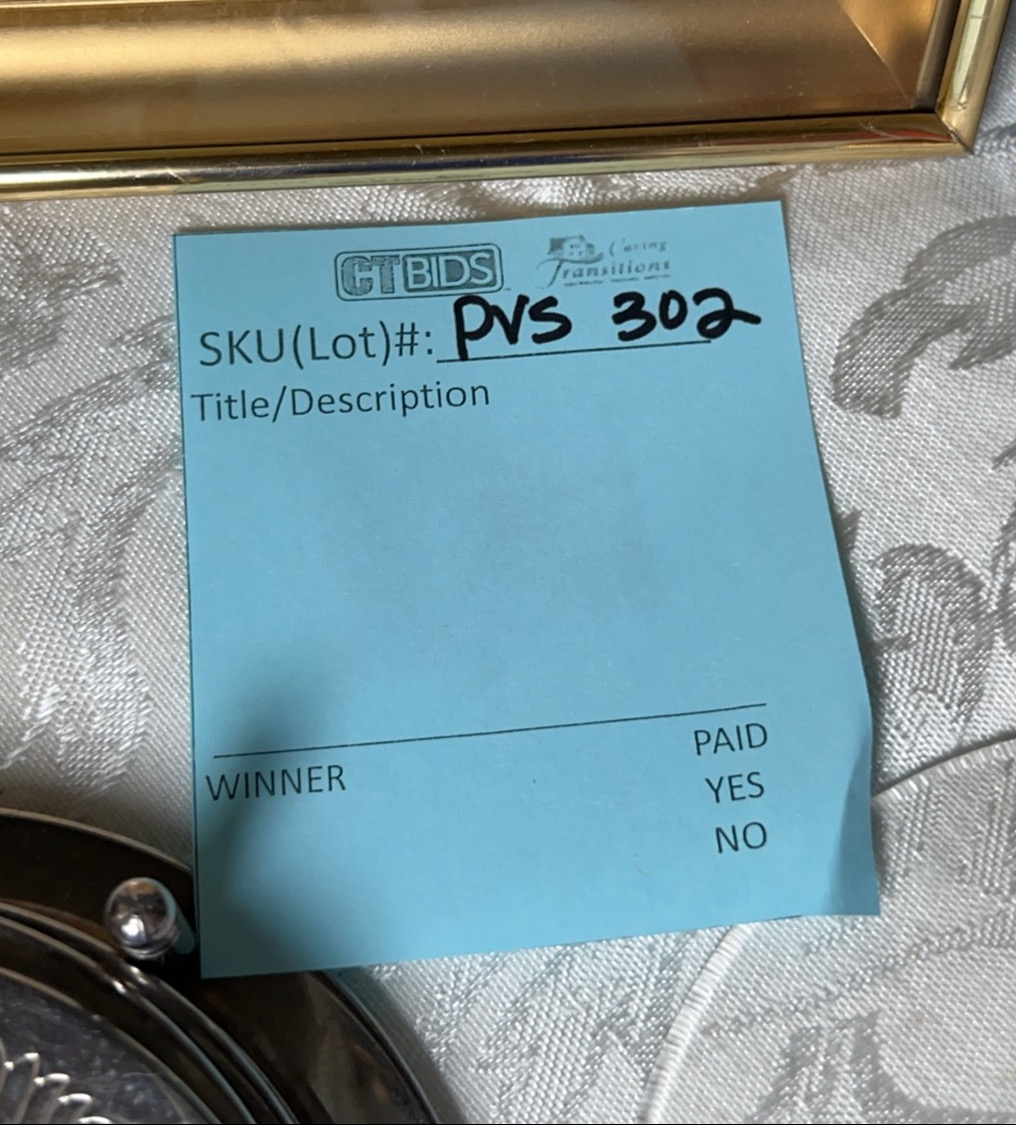 CTBIDS Caring Transitions
SKU(Lot)#: PVS 302
Title/Description
WINNER PAID
YES
NO